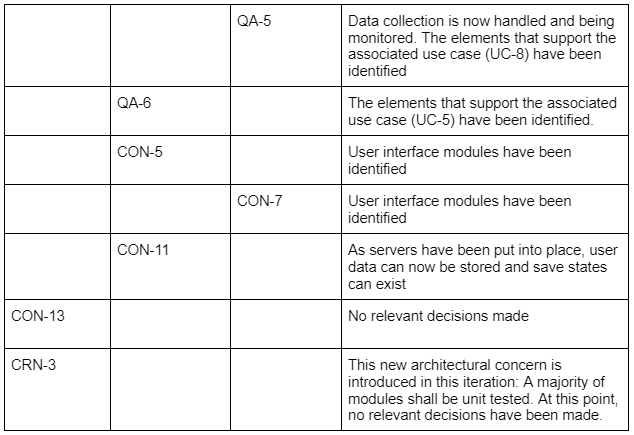 QA-5
Data collection is now handled and being
monitored. The elements that support the
associated use case (UC-8) have been
identified
QA-6
The elements that support the associated
use case (UC-5) have been identified.
CON-5
User interface modules have been
identified
CON-7
User interface modules have been
identified
CON-11
As servers have been put into place, user
data can now be stored and save states
can exist
CON-13
No relevant decisions made
CRN-3
This new architectural concern is
introduced in this iteration: A majority of
modules shall be unit tested. At this point,
no relevant decisions have been made.